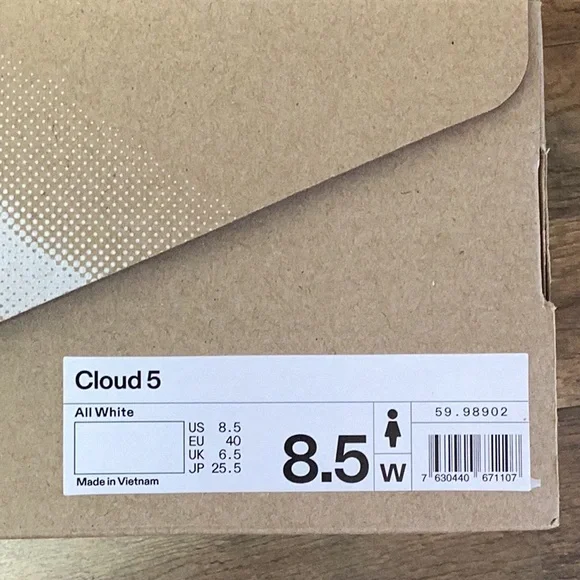 Cloud 5
All White
US 8.5
EU 40
UK 6.5
JP 25.5
Made in Vietnam
8.5
W
59.98902
7 630440 671107